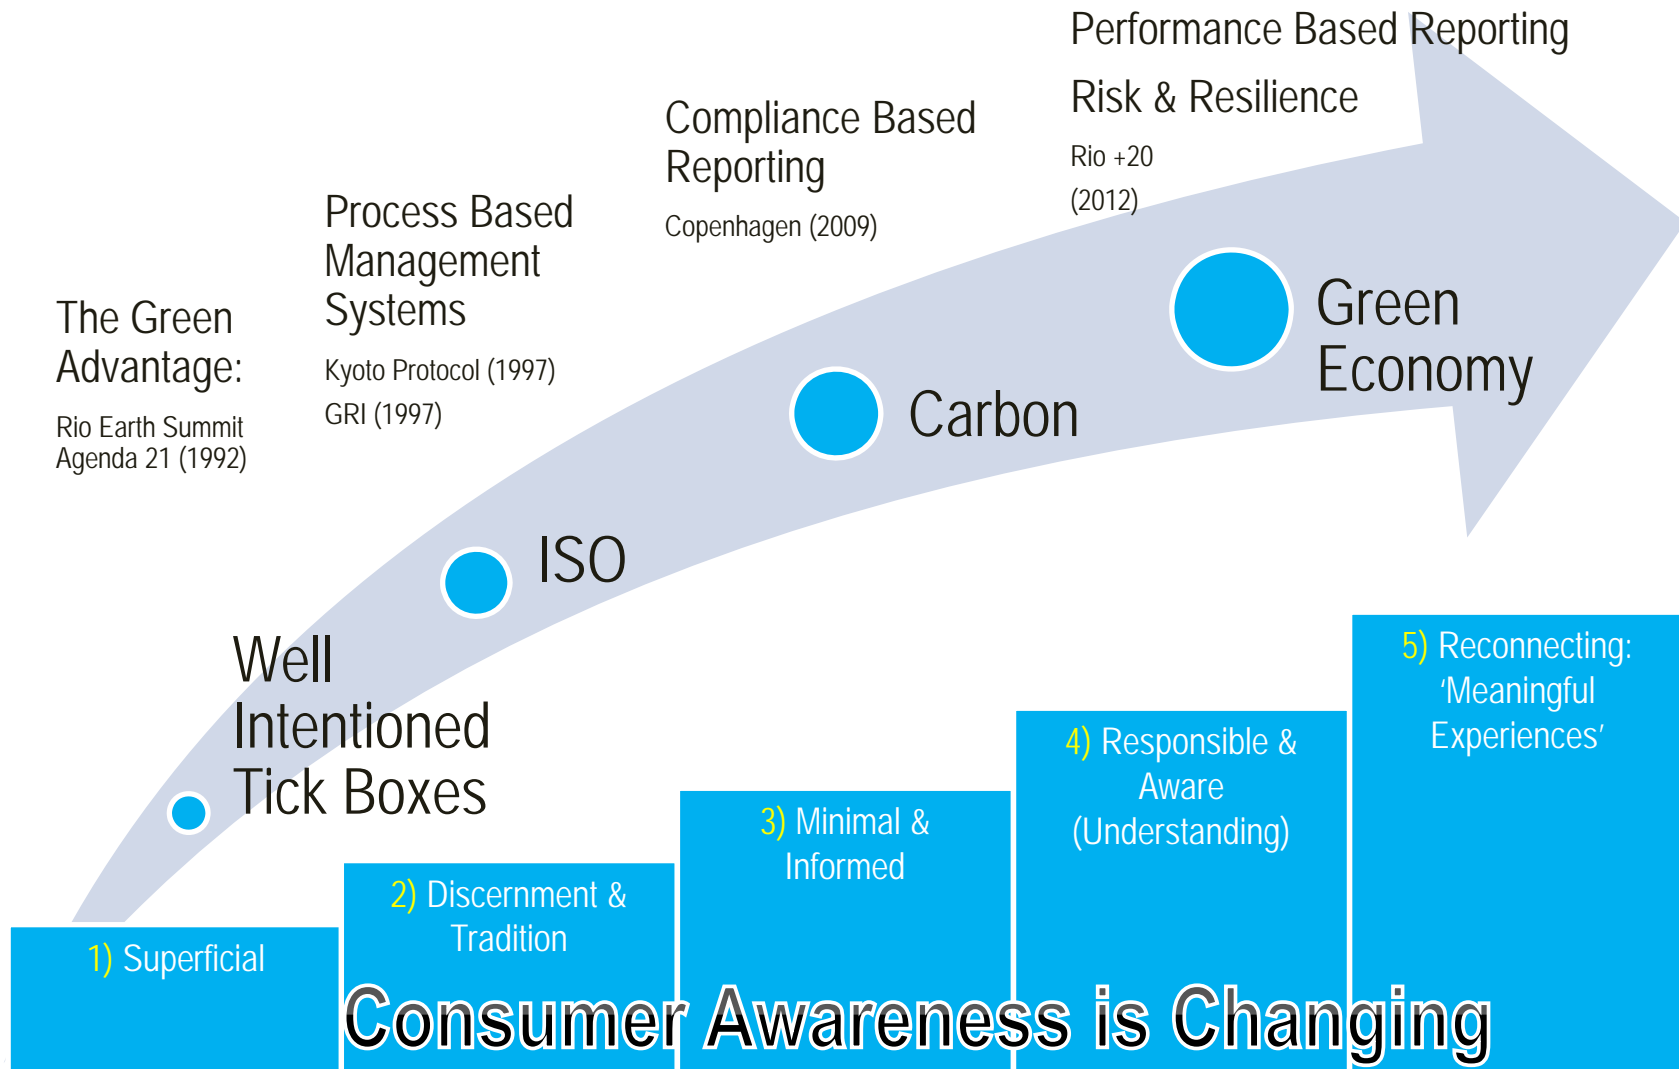 Performance Based Reporting
Risk & Resilience
Rio +20
(2012)
Compliance Based
Reporting
Copenhagen (2009)
Process Based
Management
Systems
Kyoto Protocol (1997)
GRI (1997)
The Green
Advantage:
Rio Earth Summit
Agenda 21 (1992)
Green
Economy
Carbon
ISO
Well
Intentioned
Tick Boxes
1) Superficial
2) Discernment &
Tradition
3) Minimal &
Informed
4) Responsible &
Aware
(Understanding)
5) Reconnecting:
‘Meaningful
Experiences’
Consumer Awareness is Changing